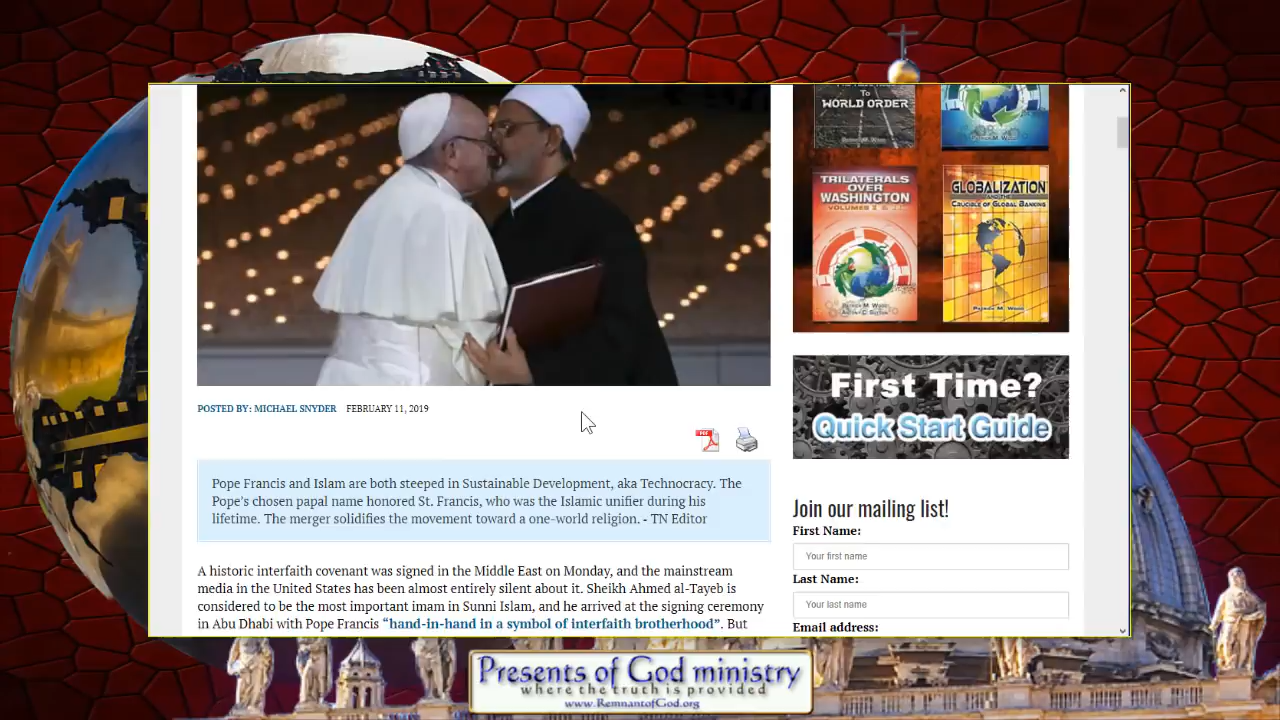 POSTED BY: MICHAEL SNYDER FEBRUARY 11, 2019
Pope Francis and Islam are both steeped in Sustainable Development, aka Technocracy. The
Pope's chosen papal name honored St. Francis, who was the Islamic unifier during his
lifetime. The merger solidifies the movement toward a one-world religion. - TN Editor
A historic interfaith covenant was signed in the Middle East on Monday, and the mainstream
media in the United States has been almost entirely silent about it. Sheikh Ahmed al-Tayeb is
considered to be the most important imam in Sunni Islam, and he arrived at the signing ceremony
in Abu Dhabi with Pope Francis “hand-in-hand in a symbol of interfaith brotherhood”. But
To
WORLD ORDER
TRILATERALS
OVER
WASHINGTON
VOLUMES I & II
GLOBALIZATION
AND THE
CRUCIBLE OF GLOBAL BANKING
First Time?
Quick Start Guide
Join our mailing list!
First Name:
Your first name
Last Name:
Your last name
Email address:
Presents of God ministry
where the truth is provided
www.RemnantofGod.org